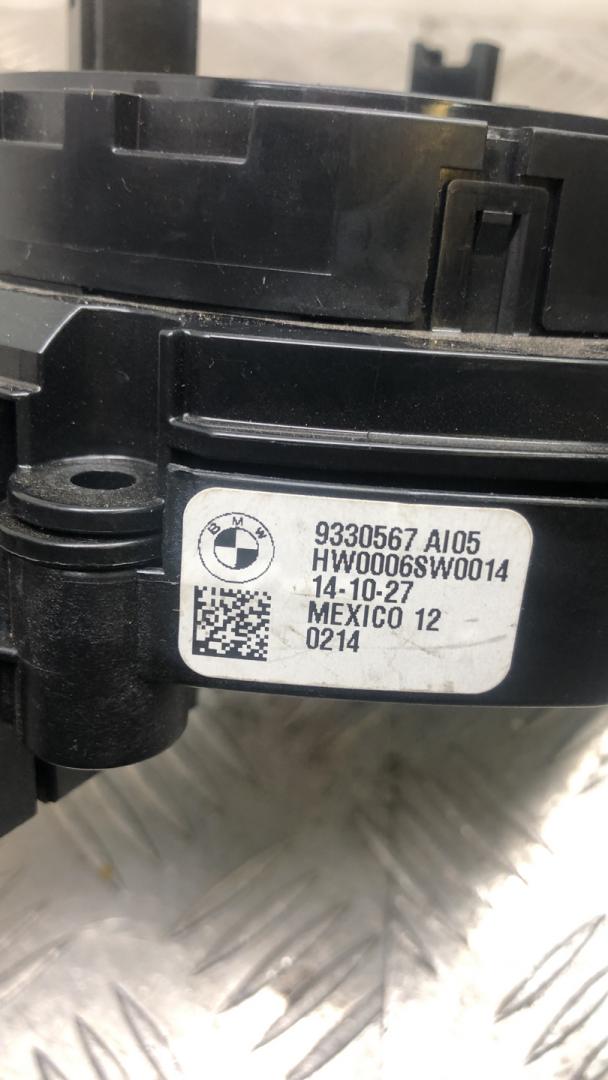 BMW
9330567 AI05
HW0006SW0014
14-10-27
MEXICO 12
0214